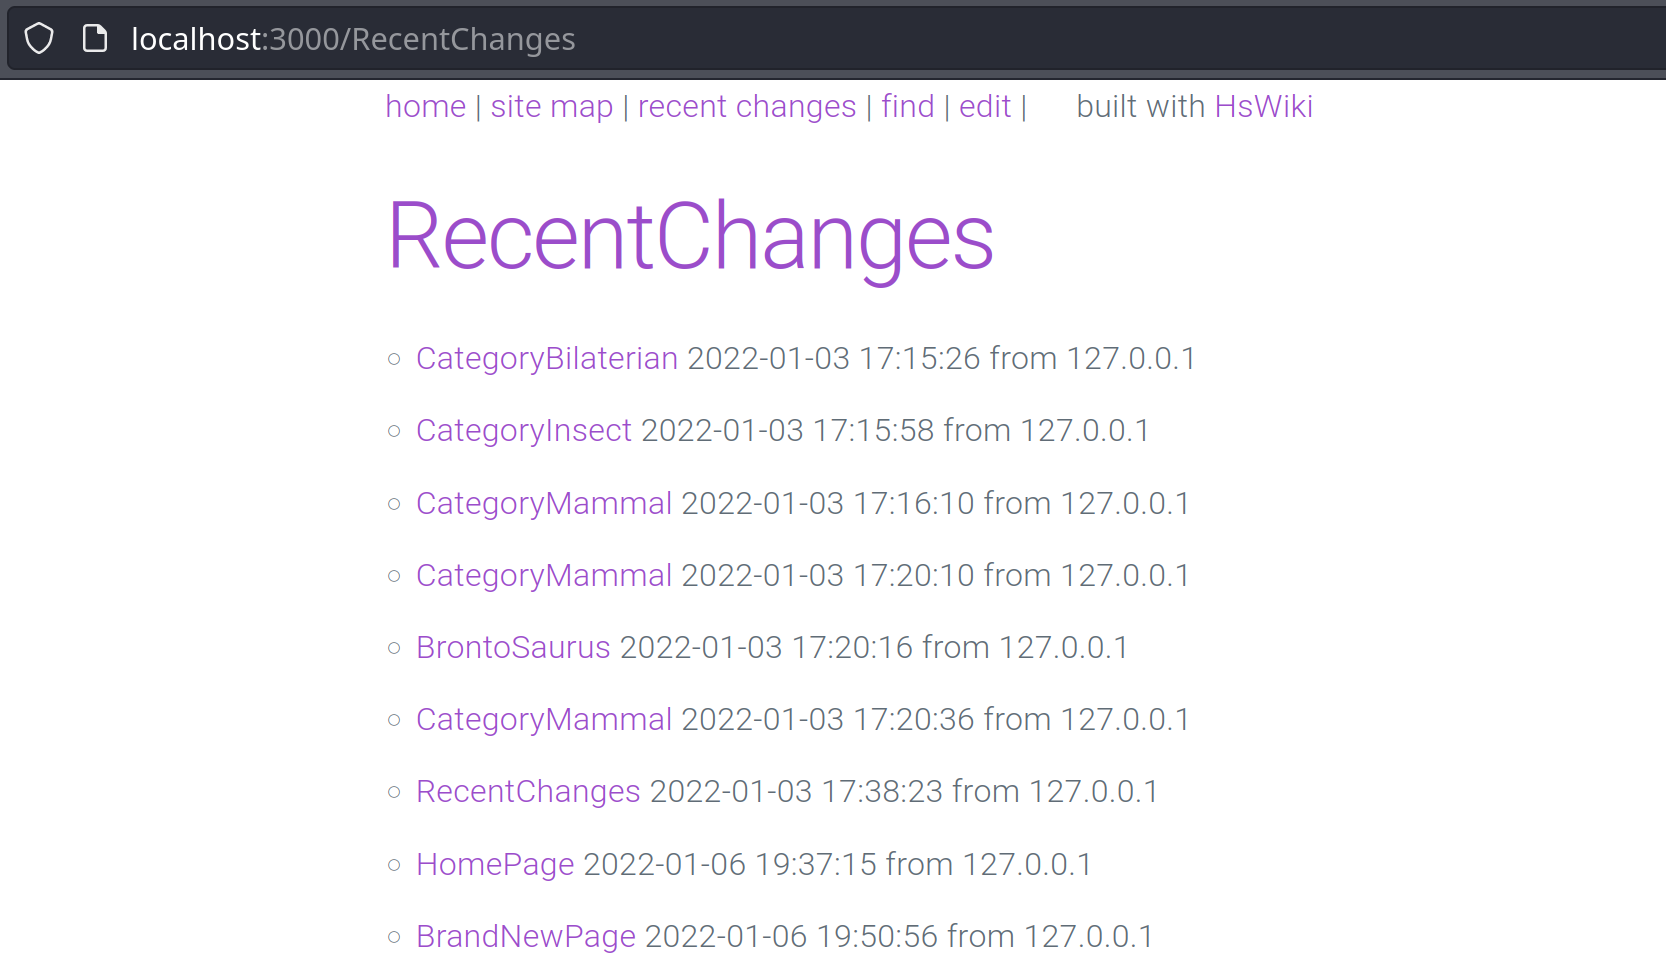 localhost:3000/RecentChanges
home | site map | recent changes | find | edit | built with HsWiki
RecentChanges
CategoryBilaterian 2022-01-03 17:15:26 from 127.0.0.1
CategoryInsect 2022-01-03 17:15:58 from 127.0.0.1
CategoryMammal 2022-01-03 17:16:10 from 127.0.0.1
CategoryMammal 2022-01-03 17:20:10 from 127.0.0.1
BrontoSaurus 2022-01-03 17:20:16 from 127.0.0.1
CategoryMammal 2022-01-03 17:20:36 from 127.0.0.1
RecentChanges 2022-01-03 17:38:23 from 127.0.0.1
HomePage 2022-01-06 19:37:15 from 127.0.0.1
BrandNewPage 2022-01-06 19:50:56 from 127.0.0.1